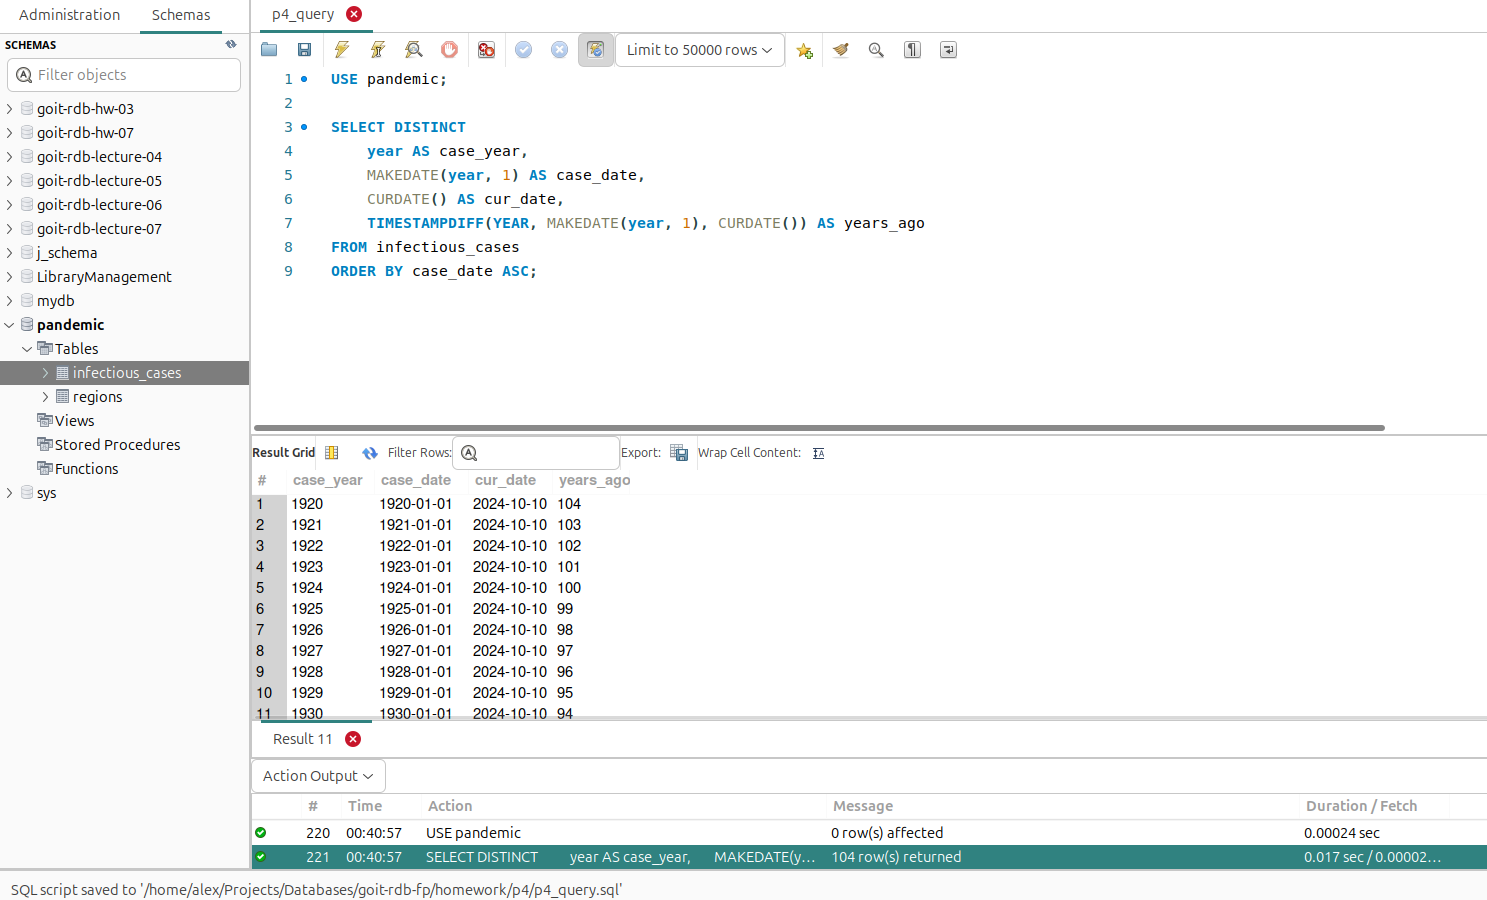 Administration Schemas
SCHEMAS
Filter objects
goit-rdb-hw-03
goit-rdb-hw-07
goit-rdb-lecture-04
goit-rdb-lecture-05
goit-rdb-lecture-06
goit-rdb-lecture-07
j_schema
LibraryManagement
mydb
pandemic
Tables
infectious_cases
regions
Views
Stored Procedures
Functions
sys
p4_query
Limit to 50000 rows
1 USE pandemic;
2
3 SELECT DISTINCT
4 year AS case_year,
5 MAKEDATE(year, 1) AS case_date,
6 CURDATE() AS cur_date,
7 TIMESTAMPDIFF(YEAR, MAKEDATE(year, 1), CURDATE()) AS years_ago
8 FROM infectious_cases
9 ORDER BY case_date ASC;
Result Grid Filter Rows: Export: Wrap Cell Content:
# case_year case_date cur_date years_ago
1 1920 1920-01-01 2024-10-10 104
2 1921 1921-01-01 2024-10-10 103
3 1922 1922-01-01 2024-10-10 102
4 1923 1923-01-01 2024-10-10 101
5 1924 1924-01-01 2024-10-10 100
6 1925 1925-01-01 2024-10-10 99
7 1926 1926-01-01 2024-10-10 98
8 1927 1927-01-01 2024-10-10 97
9 1928 1928-01-01 2024-10-10 96
10 1929 1929-01-01 2024-10-10 95
11 1930 1930-01-01 2024-10-10 94
Result 11
Action Output
# Time Action Message Duration / Fetch
220 00:40:57 USE pandemic 0 row(s) affected 0.00024 sec
221 00:40:57 SELECT DISTINCT year AS case_year, MAKEDATE(y... 104 row(s) returned 0.017 sec / 0.00002...
SQL script saved to '/home/alex/Projects/Databases/goit-rdb-fp/homework/p4/p4_query.sql'